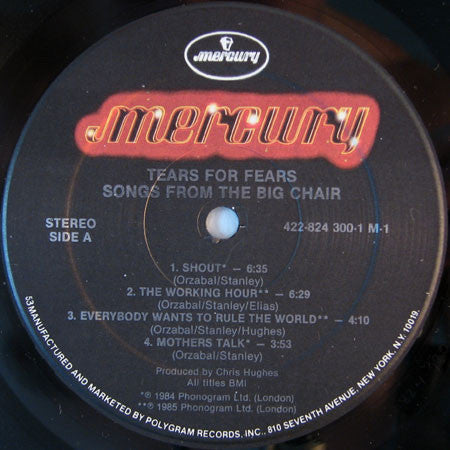 mercury
mercury
TEARS FOR FEARS
SONGS FROM THE BIG CHAIR
STEREO
SIDE A
422-824 300-1 M-1
1. SHOUT* — 6:35
(Orzabal/Stanley)
2. THE WORKING HOUR** — 6:29
(Orzabal/Stanley/Elias)
3. EVERYBODY WANTS TO RULE THE WORLD** — 4:10
(Orzabal/Stanley/Hughes)
4. MOTHERS TALK* — 3:53
(Orzabal/Stanley)
Produced by Chris Hughes
All titles BMI
*℗ 1984 Phonogram Ltd. (London)
**℗ 1985 Phonogram Ltd. (London)
53 MANUFACTURED AND MARKETED BY POLYGRAM RECORDS, INC., 810 SEVENTH AVENUE, NEW YORK, N.Y. 10019.